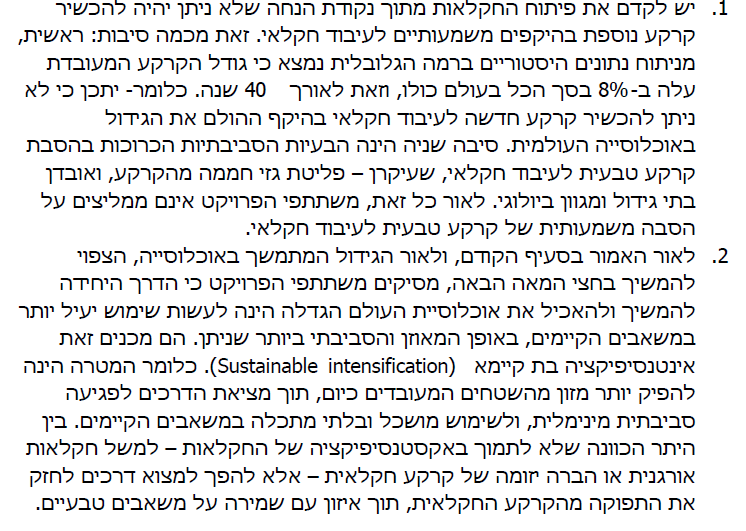 1. יש לקדם את פיתוח החקלאות מתוך נקודת הנחה שלא ניתן יהיה להכשיר
קרקע נוספת בהיקפים משמעותיים לעיבוד חקלאי. זאת מכמה סיבות: ראשית,
מניתוח נתונים היסטוריים ברמה הגלובלית נמצא כי גודל הקרקע המעובדת
עלה ב-8% בסך הכל בעולם כולו, וזאת לאורך 40 שנה. כלומר- יתכן כי לא
ניתן להכשיר קרקע חדשה לעיבוד חקלאי בהיקף ההולם את הגידול
באוכלוסייה העולמית. סיבה שניה הינה הבעיות הסביבתיות הכרוכות בהסבת
קרקע טבעית לעיבוד חקלאי, שעיקרן – פליטת גזי חממה מהקרקע, ואובדן
בתי גידול ומגוון ביולוגי. לאור כל זאת, משתתפי הפרויקט אינם ממליצים על
הסבה משמעותית של קרקע טבעית לעיבוד חקלאי.
2. לאור האמור בסעיף הקודם, ולאור הגידול המתמשך באוכלוסייה, הצפוי
להמשיך בחצי המאה הבאה, מסיקים משתתפי הפרויקט כי הדרך היחידה
להמשיך ולהאכיל את אוכלוסיית העולם הגדלה הינה לעשות שימוש יעיל יותר
במשאבים הקיימים, באופן המאוזן והסביבתי ביותר שניתן. הם מכנים זאת
אינטנסיפיקציה בת קיימא (Sustainable intensification). כלומר המטרה הינה
להפיק יותר מזון מהשטחים המעובדים כיום, תוך מציאת הדרכים לפגיעה
סביבתית מינימלית, ולשימוש מושכל ובלתי מתכלה במשאבים הקיימים. בין
היתר הכוונה שלא לתמוך באקסטנסיפיקציה של החקלאות – למשל חקלאות
אורגנית או הברה יזומה של קרקע חקלאית – אלא להפך למצוא דרכים לחזק
את התפוקה מהקרקע החקלאית, תוך איזון עם שמירה על משאבים טבעיים.